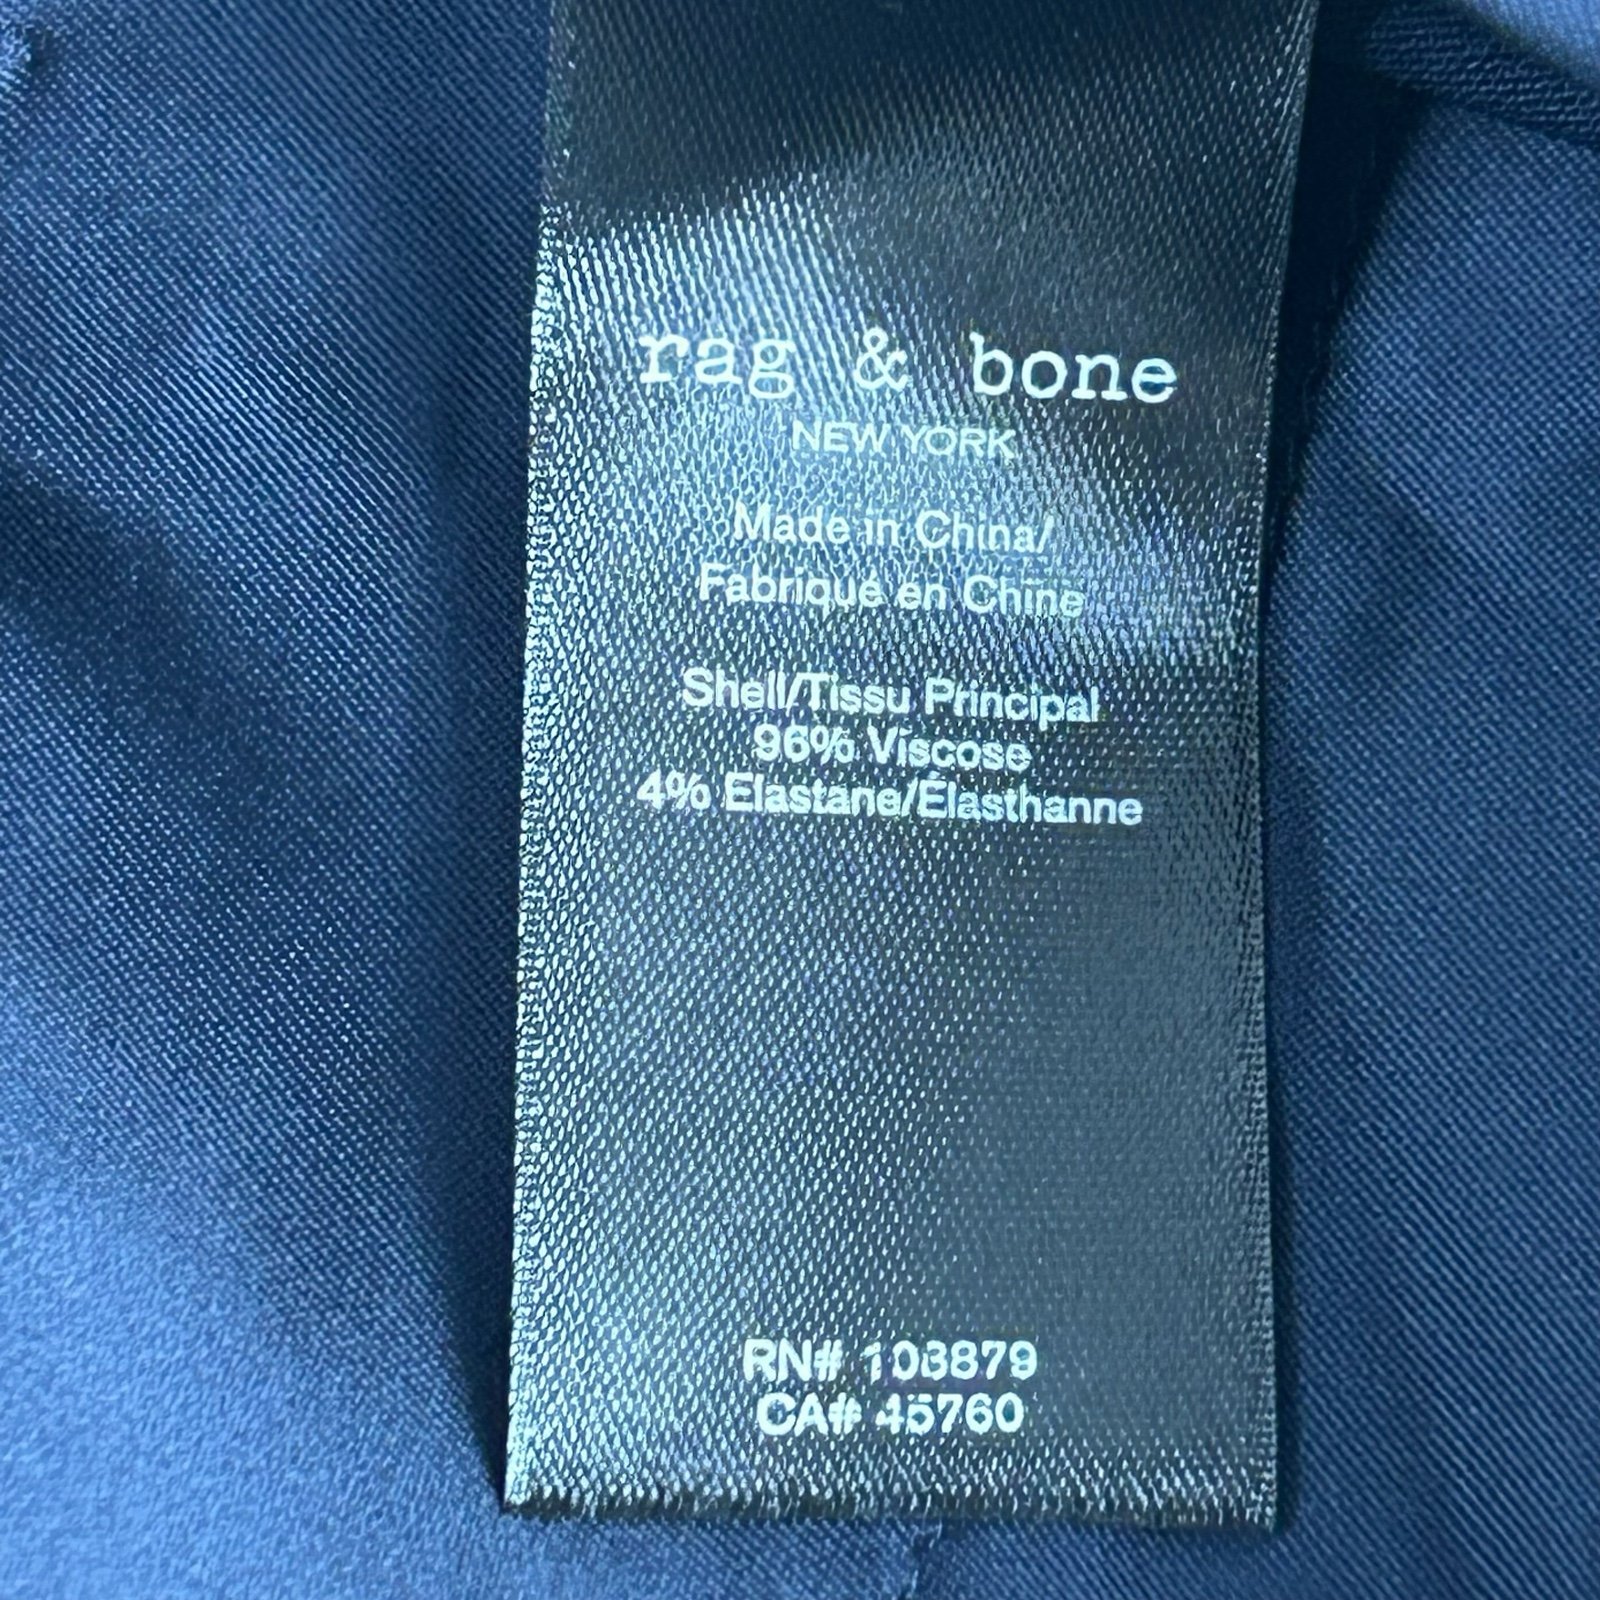 rag & bone
NEW YORK
Made in China/
Fabriqué en Chine
Shell/Tissu Principal
96% Viscose
4% Elastane/Élasthanne
RN# 103879
CA# 45760